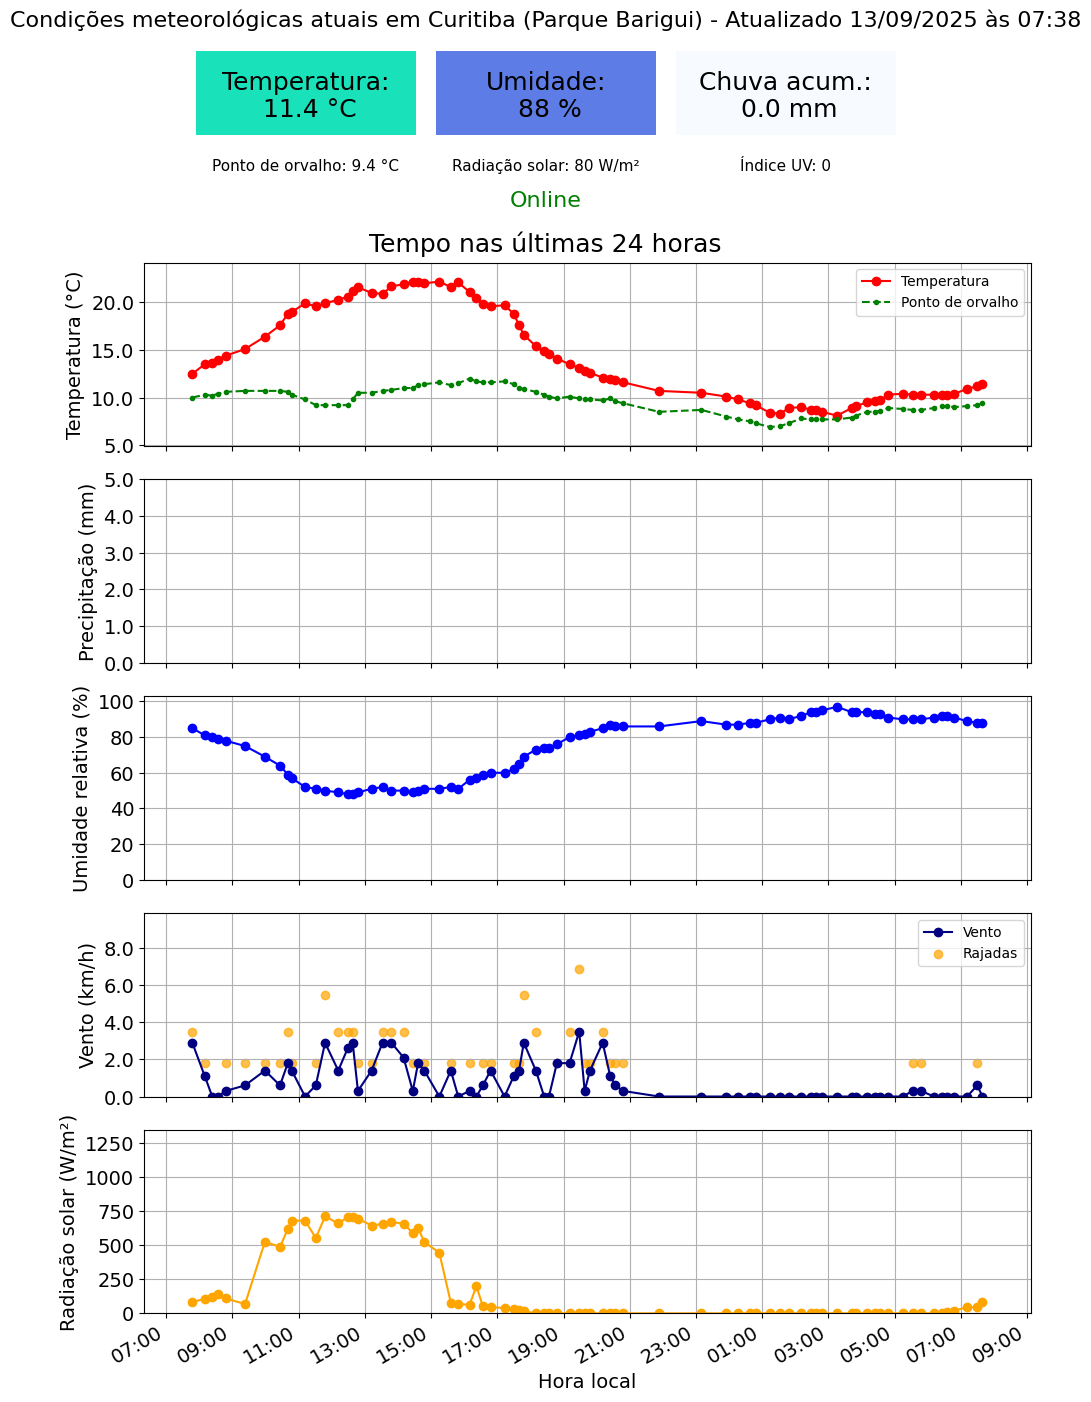 Condições meteorológicas atuais em Curitiba (Parque Barigui) - Atualizado 13/09/2025 às 07:38
Temperatura:
11.4 °C
Umidade:
88 %
Chuva acum.:
0.0 mm
Ponto de orvalho: 9.4 °C
Radiação solar: 80 W/m²
Índice UV: 0
Online
Tempo nas últimas 24 horas
Temperatura (°C)
20.0
15.0
10.0
5.0
Temperatura
Ponto de orvalho
Precipitação (mm)
5.0
4.0
3.0
2.0
1.0
0.0
Umidade relativa (%)
100
80
60
40
20
0
Vento (km/h)
8.0
6.0
4.0
2.0
0.0
Vento
Rajadas
Radiação solar (W/m²)
1250
1000
750
500
250
0
07:00
09:00
11:00
13:00
15:00
17:00
19:00
21:00
23:00
01:00
03:00
05:00
07:00
09:00
Hora local